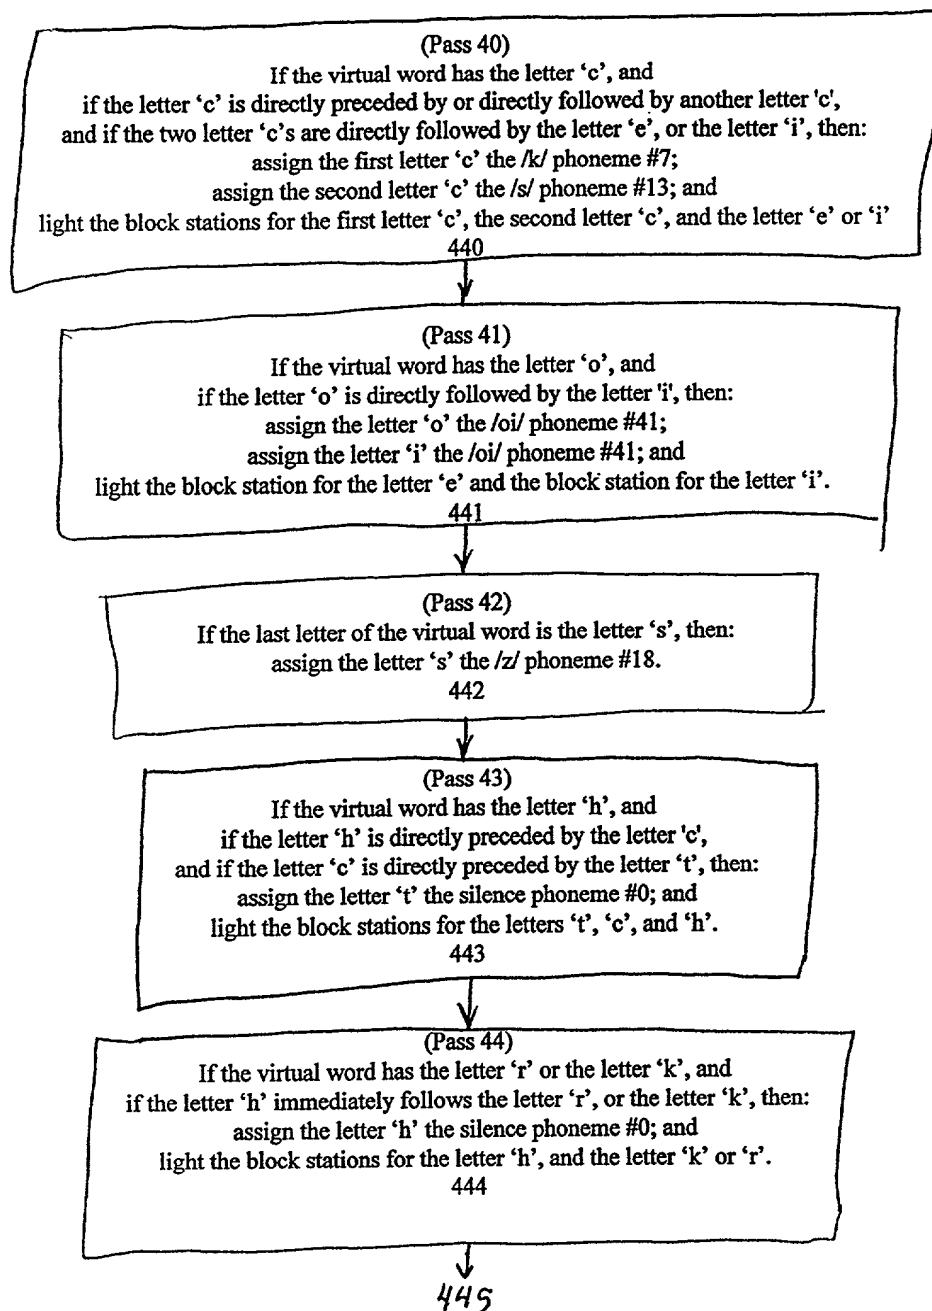 (Pass 40)
If the virtual word has the letter ‘c’, and
if the letter ‘c’ is directly preceded by or directly followed by another letter 'c',
and if the two letter ‘c’s are directly followed by the letter ‘e’, or the letter ‘i’, then:
assign the first letter ‘c’ the /k/ phoneme #7;
assign the second letter ‘c’ the /s/ phoneme #13; and
light the block stations for the first letter ‘c’, the second letter ‘c’, and the letter ‘e’ or ‘i’
440
(Pass 41)
If the virtual word has the letter ‘o’, and
if the letter ‘o’ is directly followed by the letter 'i', then:
assign the letter ‘o’ the /oi/ phoneme #41;
assign the letter ‘i’ the /oi/ phoneme #41; and
light the block station for the letter ‘e’ and the block station for the letter ‘i’.
441
(Pass 42)
If the last letter of the virtual word is the letter ‘s’, then:
assign the letter ‘s’ the /z/ phoneme #18.
442
(Pass 43)
If the virtual word has the letter ‘h’, and
if the letter ‘h’ is directly preceded by the letter 'c',
and if the letter ‘c’ is directly preceded by the letter ‘t’, then:
assign the letter ‘t’ the silence phoneme #0; and
light the block stations for the letters ‘t’, ‘c’, and ‘h’.
443
(Pass 44)
If the virtual word has the letter ‘r’ or the letter ‘k’, and
if the letter ‘h’ immediately follows the letter ‘r’, or the letter ‘k’, then:
assign the letter ‘h’ the silence phoneme #0; and
light the block stations for the letter ‘h’, and the letter ‘k’ or ‘r’.
444
445